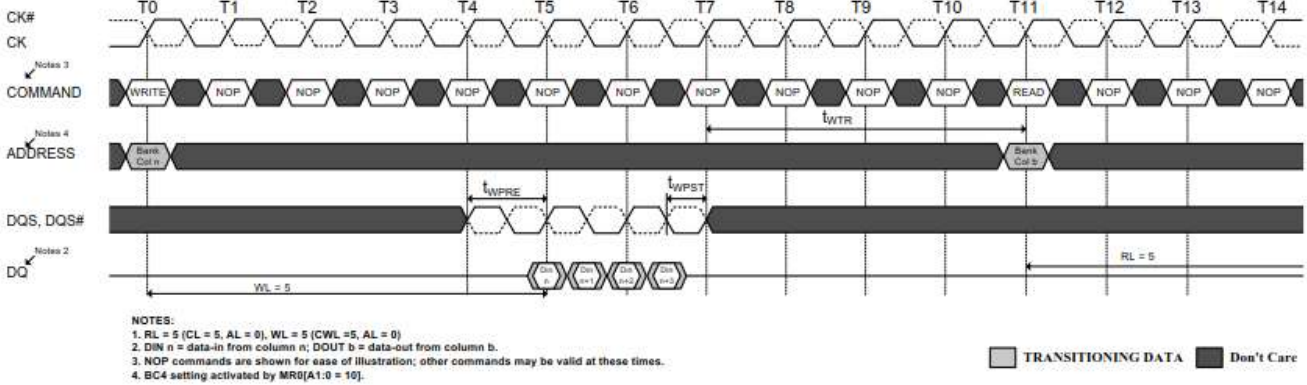 T0 T1 T2 T3 T4 T5 T6 T7 T8 T9 T10 T11 T12 T13 T14
CK#
CK
Notes 3
COMMAND WRITE NOP NOP NOP NOP NOP NOP NOP NOP NOP NOP READ NOP NOP NOP
tWTR
Notes 4
ADDRESS Bank Col n Bank Col b
tWPRE tWPST
DQS, DQS#
Notes 2
DQ Din n Din n+1 Din n+2 Din n+3
RL = 5
WL = 5
NOTES:
1. RL = 5 (CL = 5, AL = 0), WL = 5 (CWL =5, AL = 0)
2. DIN n = data-in from column n; DOUT b = data-out from column b.
3. NOP commands are shown for ease of illustration; other commands may be valid at these times.
4. BC4 setting activated by MR0[A1:0 = 10].
TRANSITIONING DATA Don't Care